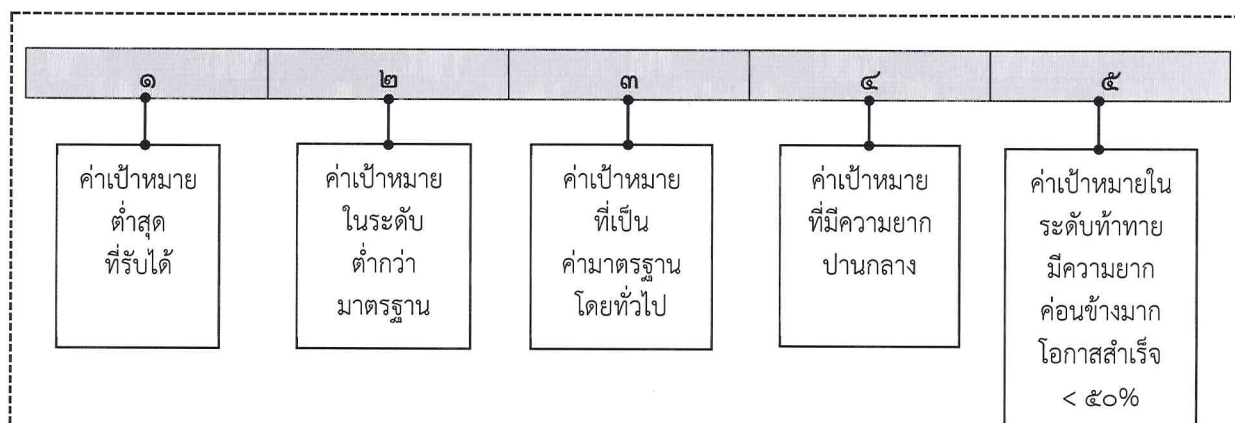 ๑ ๒ ๓ ๔ ๕
ค่าเป้าหมาย
ต่ำสุด
ที่รับได้
ค่าเป้าหมาย
ในระดับ
ต่ำกว่า
มาตรฐาน
ค่าเป้าหมาย
ที่เป็น
ค่ามาตรฐาน
โดยทั่วไป
ค่าเป้าหมาย
ที่มีความยาก
ปานกลาง
ค่าเป้าหมายใน
ระดับท้าทาย
มีความยาก
ค่อนข้างมาก
โอกาสสำเร็จ
< ๕๐%